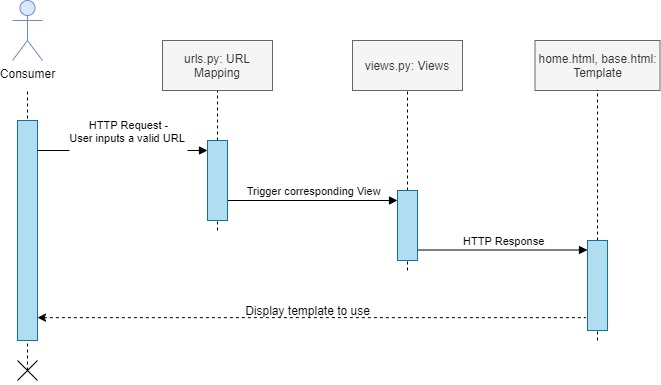 Consumer
urls.py: URL
Mapping
views.py: Views
home.html, base.html:
Template
HTTP Request -
User inputs a valid URL
Trigger corresponding View
HTTP Response
Display template to use